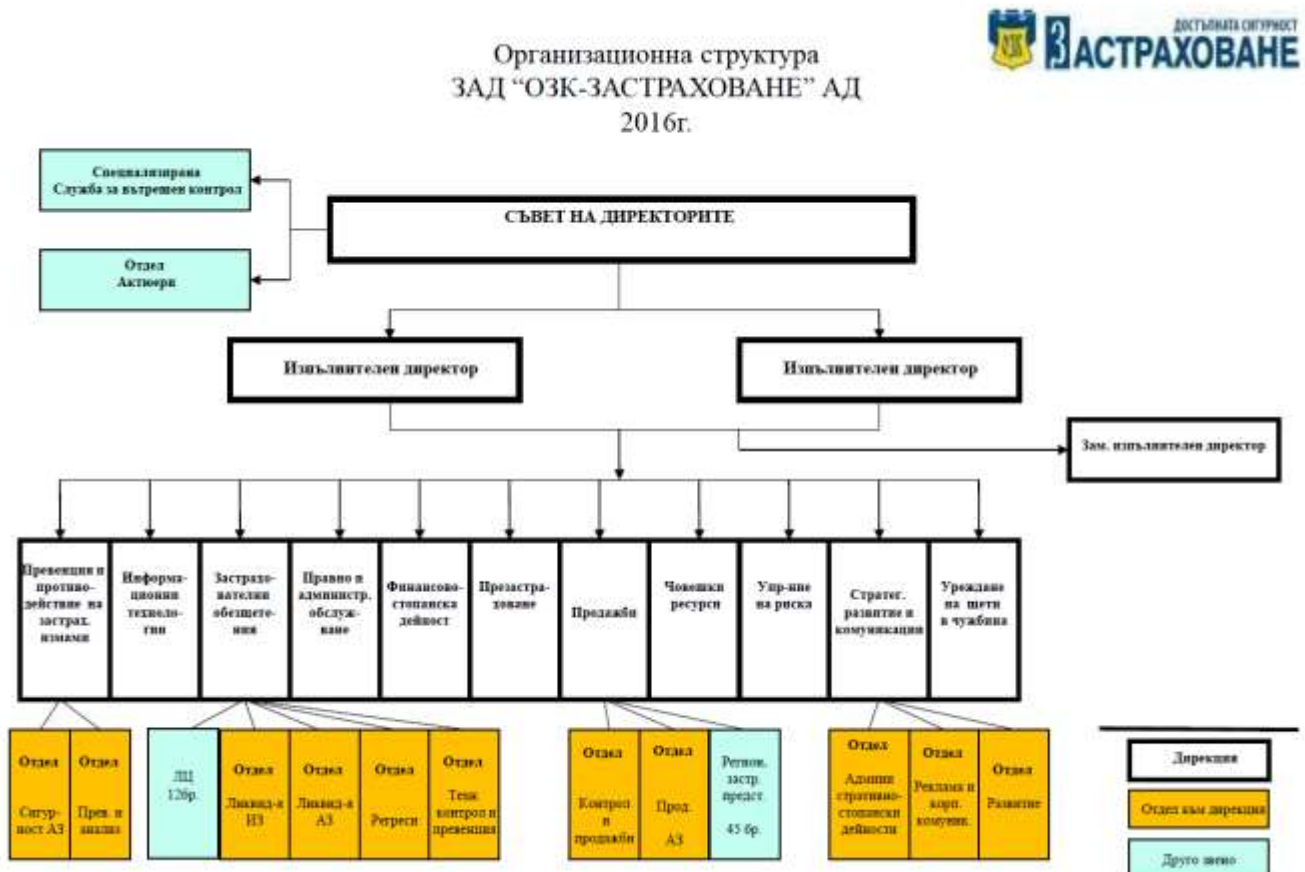 ДОСТЪПНАТА СИГУРНОСТ
ОЗК
ЗАСТРАХОВАНЕ
Организационна структура
ЗАД “ОЗК-ЗАСТРАХОВАНЕ” АД
2016г.
Специализирана
Служба за вътрешен контрол
СЪВЕТ НА ДИРЕКТОРИТЕ
Отдел
Актюери
Изпълнителен директор
Изпълнителен директор
Зам. изпълнителен директор
Превенция и
противо-
действие на
застрах.
измами
Информа-
ционни
техноло-
гии
Застрахо-
вателни
обезщете-
ния
Правно и
администр.
обслуж-
ване
Финансово-
стопанска
дейност
Презастра-
ховане
Продажби
Човешки
ресурси
Упр-ние
на риска
Стратег.
развитие и
комуникации
Уреждане
на щети
в чужбина
Отдел
Сигур-
ност АЗ
Отдел
Прев. и
анализ
ЛЦ
12бр.
Отдел
Ликвид-я
ИЗ
Отдел
Ликвид-я
АЗ
Отдел
Регреси
Отдел
Техн.
контрол и
превенция
Отдел
Контрол
и
продажби
Отдел
Прод.
АЗ
Регион.
застр.
предст.
45 бр.
Отдел
Админи
стративно-
стопански
дейности
Отдел
Реклама и
корп.
комуник.
Отдел
Развитие
Дирекция
Отдел към дирекция
Друго звено